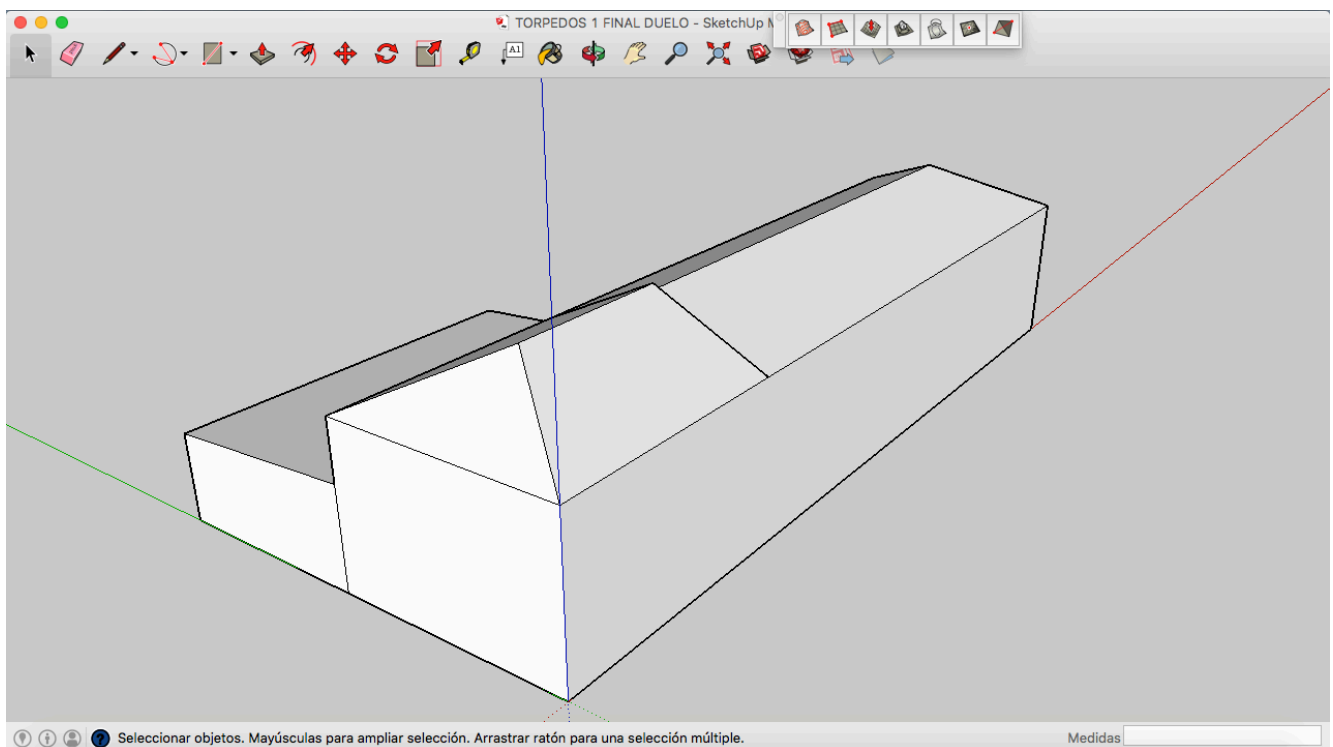 TORPEDOS 1 FINAL DUELO - SketchUp M
A1
Seleccionar objetos. Mayúsculas para ampliar selección. Arrastrar ratón para una selección múltiple.
Medidas